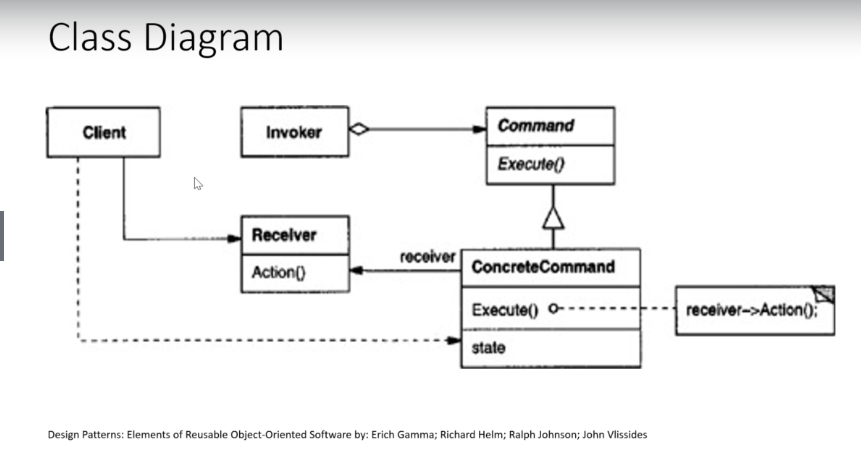 Class Diagram
Client
Invoker
Command
Execute()
Receiver
Action()
receiver
ConcreteCommand
Execute()
receiver->Action();
state
Design Patterns: Elements of Reusable Object-Oriented Software by: Erich Gamma; Richard Helm; Ralph Johnson; John Vlissides